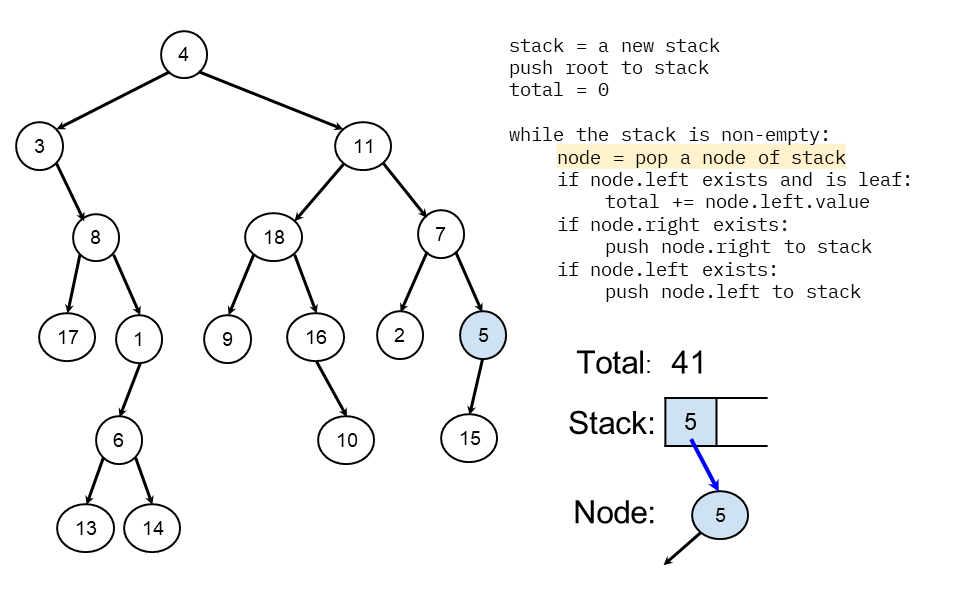 4
3
11
8
18
7
17
1
9
16
2
5
6
10
15
13
14
stack = a new stack
push root to stack
total = 0
while the stack is non-empty:
node = pop a node of stack
if node.left exists and is leaf:
total += node.left.value
if node.right exists:
push node.right to stack
if node.left exists:
push node.left to stack
Total: 41
Stack: 5
Node: 5